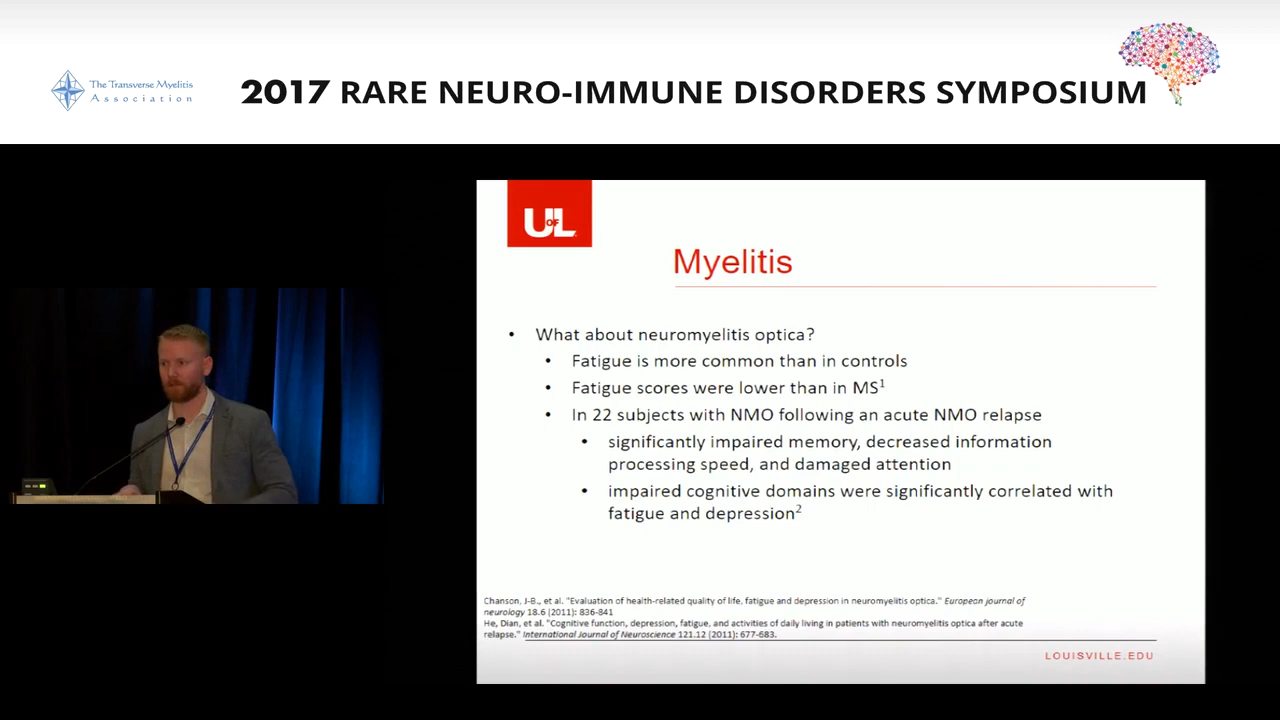 The Transverse Myelitis
Association
2017 RARE NEURO-IMMUNE DISORDERS SYMPOSIUM
UOFL
Myelitis
• What about neuromyelitis optica?
• Fatigue is more common than in controls
• Fatigue scores were lower than in MS1
• In 22 subjects with NMO following an acute NMO relapse
• significantly impaired memory, decreased information
processing speed, and damaged attention
• impaired cognitive domains were significantly correlated with
fatigue and depression2
Chanson, J-B., et al. "Evaluation of health-related quality of life, fatigue and depression in neuromyelitis optica." European journal of
neurology 18.6 (2011): 836-841
He, Dian, et al. "Cognitive function, depression, fatigue, and activities of daily living in patients with neuromyelitis optica after acute
relapse." International Journal of Neuroscience 121.12 (2011): 677-683.
LOUISVILLE.EDU